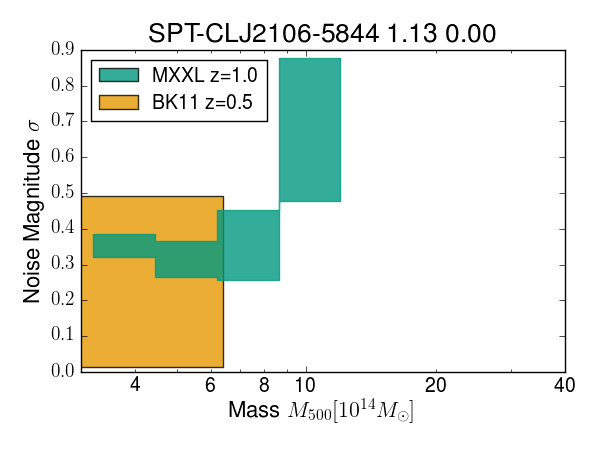 SPT-CLJ2106-5844 1.13 0.00
0.9
0.8
0.7
0.6
0.5
0.4
0.3
0.2
0.1
0.0
Noise Magnitude σ
MXXL z=1.0
BK11 z=0.5
4 6 8 10 20 40
Mass M₅₀₀[10¹⁴M⊙]